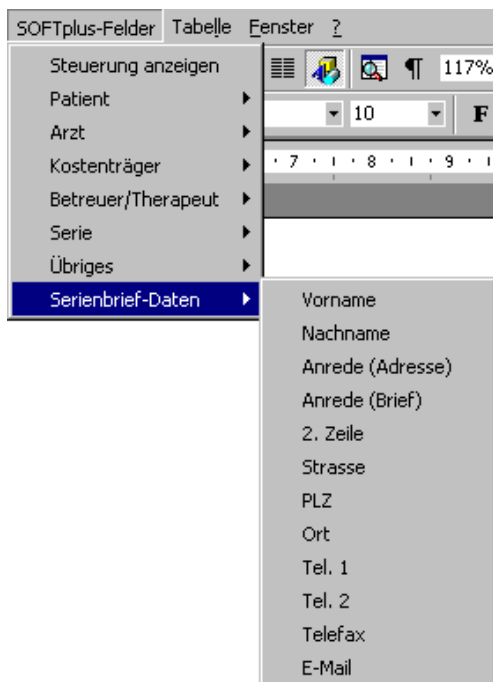 SOFTplus-Felder Tabelle Fenster ?
Steuerung anzeigen
117%
Patient
10 F
Arzt
Kostenträger
7 8 9
Betreuer/Therapeut
Serie
Übriges
Serienbrief-Daten
Vorname
Nachname
Anrede (Adresse)
Anrede (Brief)
2. Zeile
Strasse
PLZ
Ort
Tel. 1
Tel. 2
Telefax
E-Mail